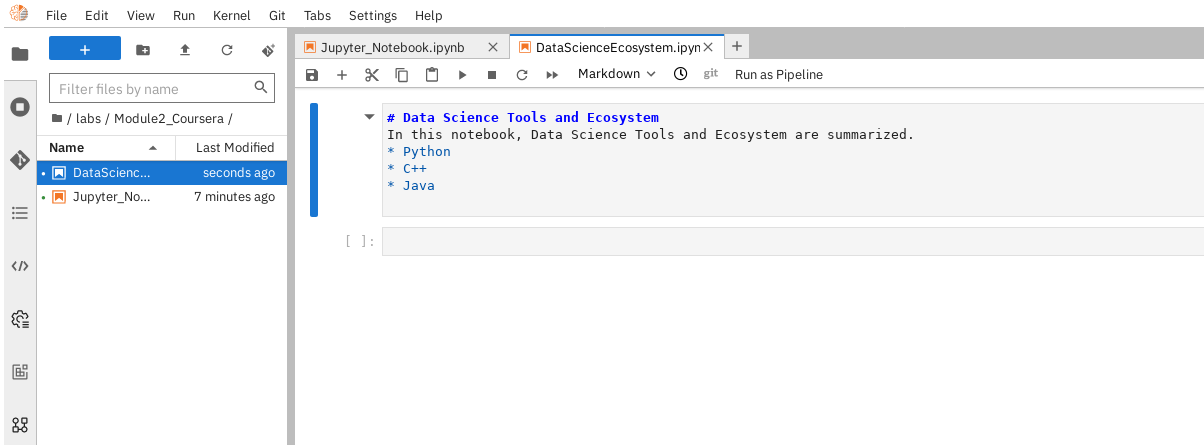 File Edit View Run Kernel Git Tabs Settings Help
+
Filter files by name
/ labs / Module2_Coursera /
Name Last Modified
DataScienc... seconds ago
Jupyter_No... 7 minutes ago
Jupyter_Notebook.ipynb DataScienceEcosystem.ipyn +
Markdown git Run as Pipeline
# Data Science Tools and Ecosystem
In this notebook, Data Science Tools and Ecosystem are summarized.
* Python
* C++
* Java
[ ]: